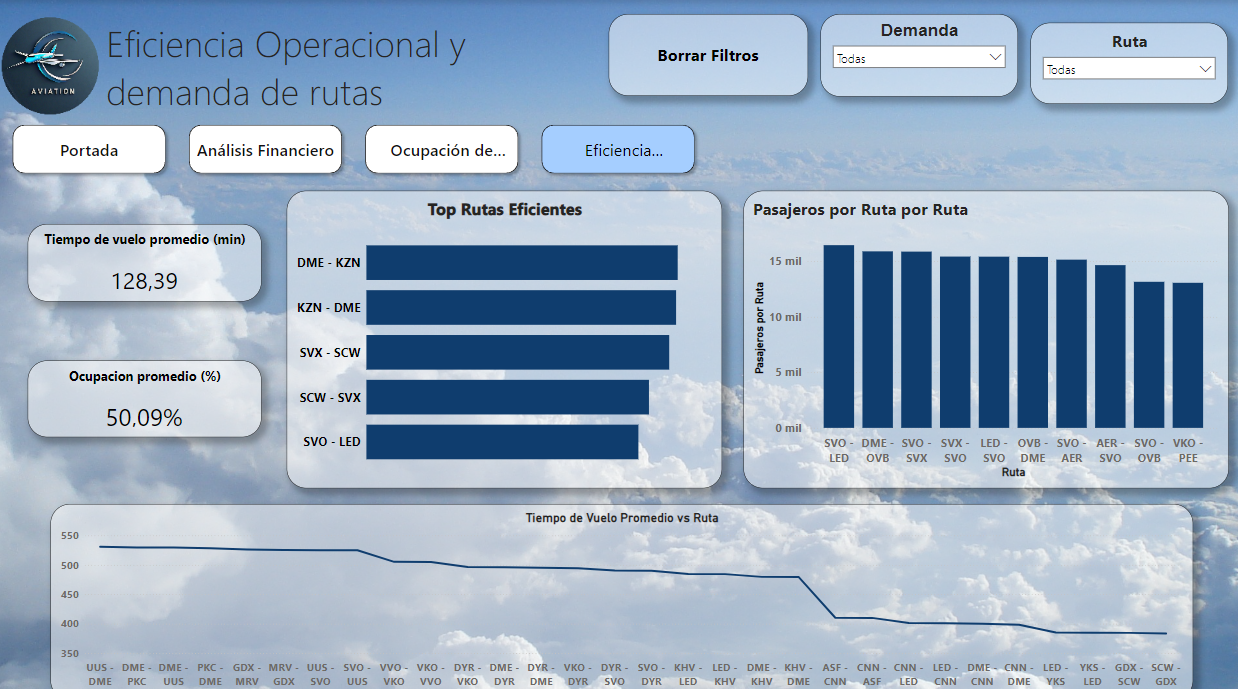 AVIATION
Eficiencia Operacional y
demanda de rutas
Borrar Filtros
Demanda
Todas
Ruta
Todas
Portada
Análisis Financiero
Ocupación de...
Eficiencia...
Tiempo de vuelo promedio (min)
128,39
Ocupacion promedio (%)
50,09%
Top Rutas Eficientes
DME - KZN
KZN - DME
SVX - SCW
SCW - SVX
SVO - LED
Pasajeros por Ruta por Ruta
Pasajeros por Ruta
15 mil
10 mil
5 mil
0 mil
SVO - DME - SVO - SVX - LED - OVB - SVO - AER - SVO - VKO -
LED OVB SVX SVO SVO DME AER SVO OVB PEE
Ruta
Tiempo de Vuelo Promedio vs Ruta
550
500
450
400
350
UUS - DME - DME - PKC - GDX - MRV - UUS - SVO - VVO - VKO - DYR - DME - DYR - VKO - DYR - SVO - KHV - LED - DME - KHV - ASF - CNN - CNN - LED - DME - CNN - LED - YKS - GDX - SCW -
DME PKC UUS DME MRV GDX SVO UUS VKO VVO VKO DYR DME DYR SVO DYR LED KHV KHV DME CNN ASF LED CNN CNN DME YKS LED SCW GDX